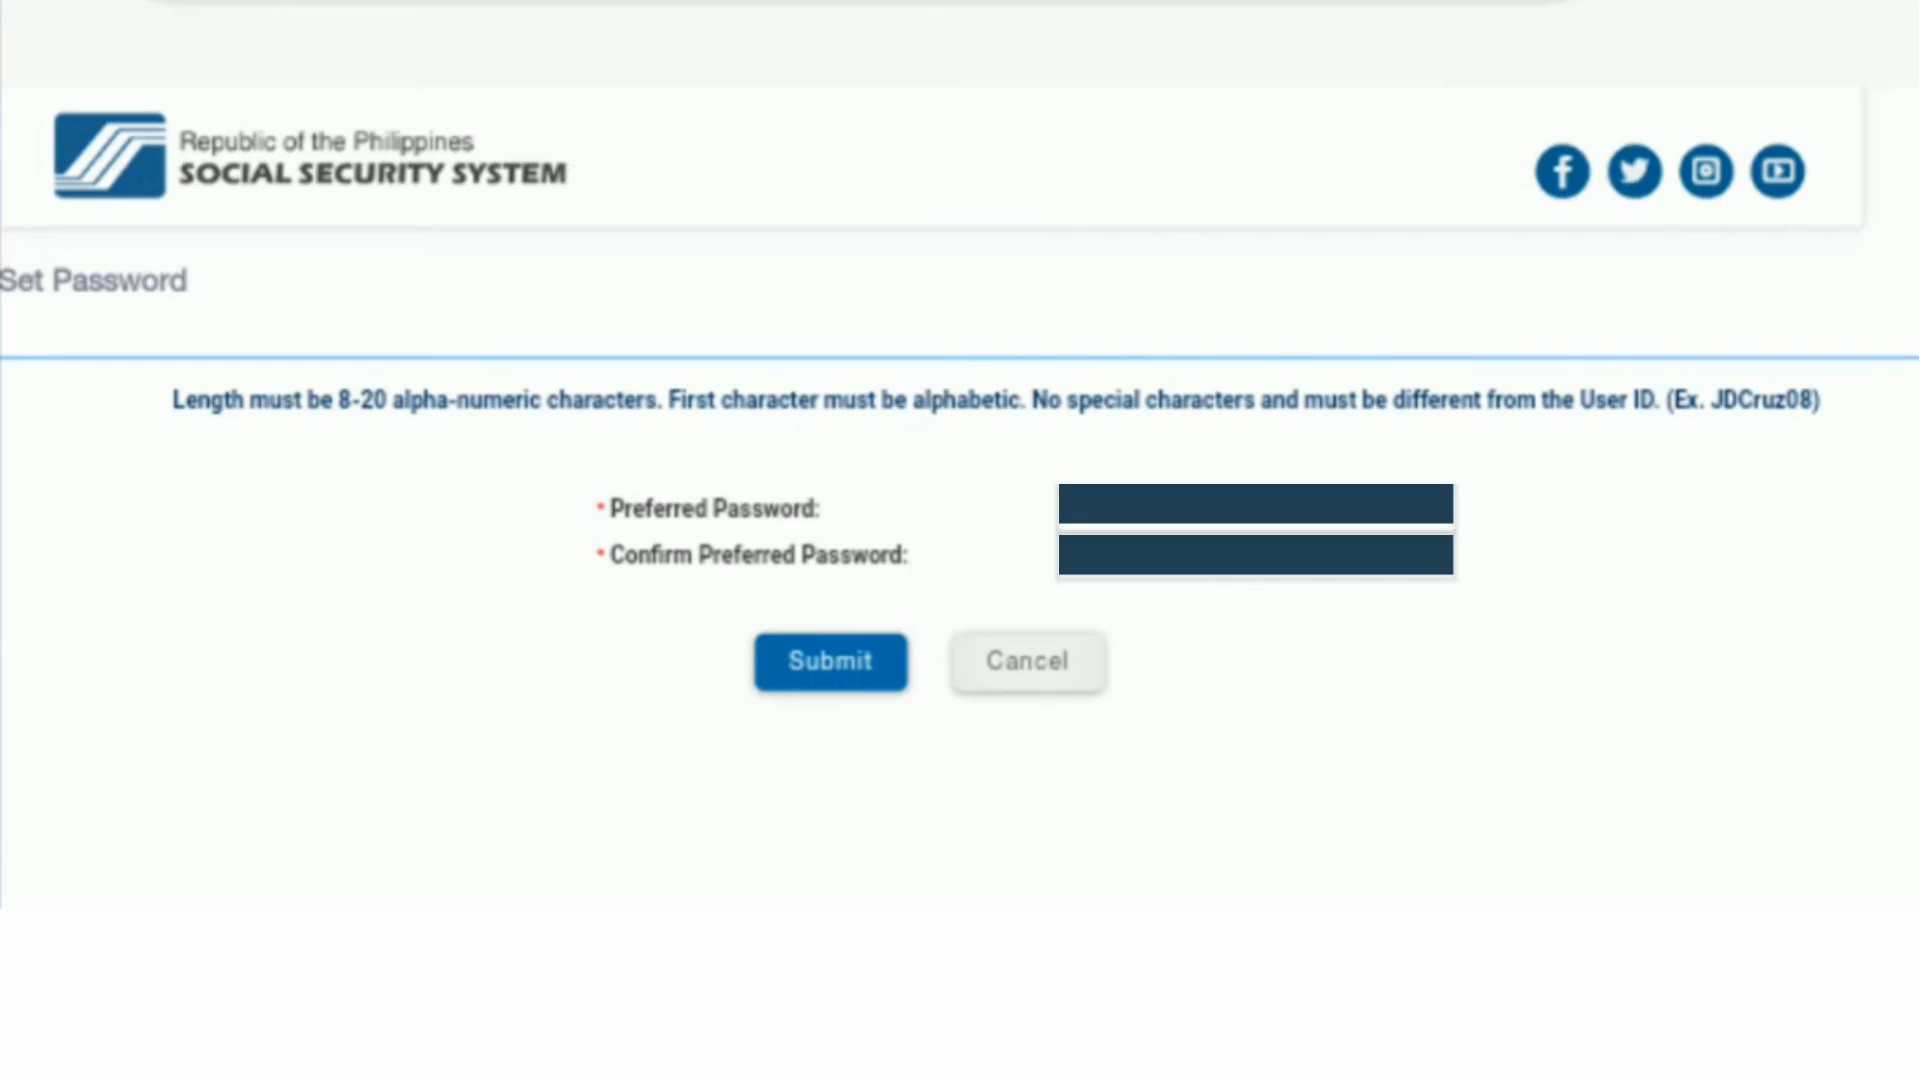 Republic of the Philippines
SOCIAL SECURITY SYSTEM
Set Password
Length must be 8-20 alpha-numeric characters. First character must be alphabetic. No special characters and must be different from the User ID. (Ex. JDCruz08)
* Preferred Password:
* Confirm Preferred Password:
Submit Cancel